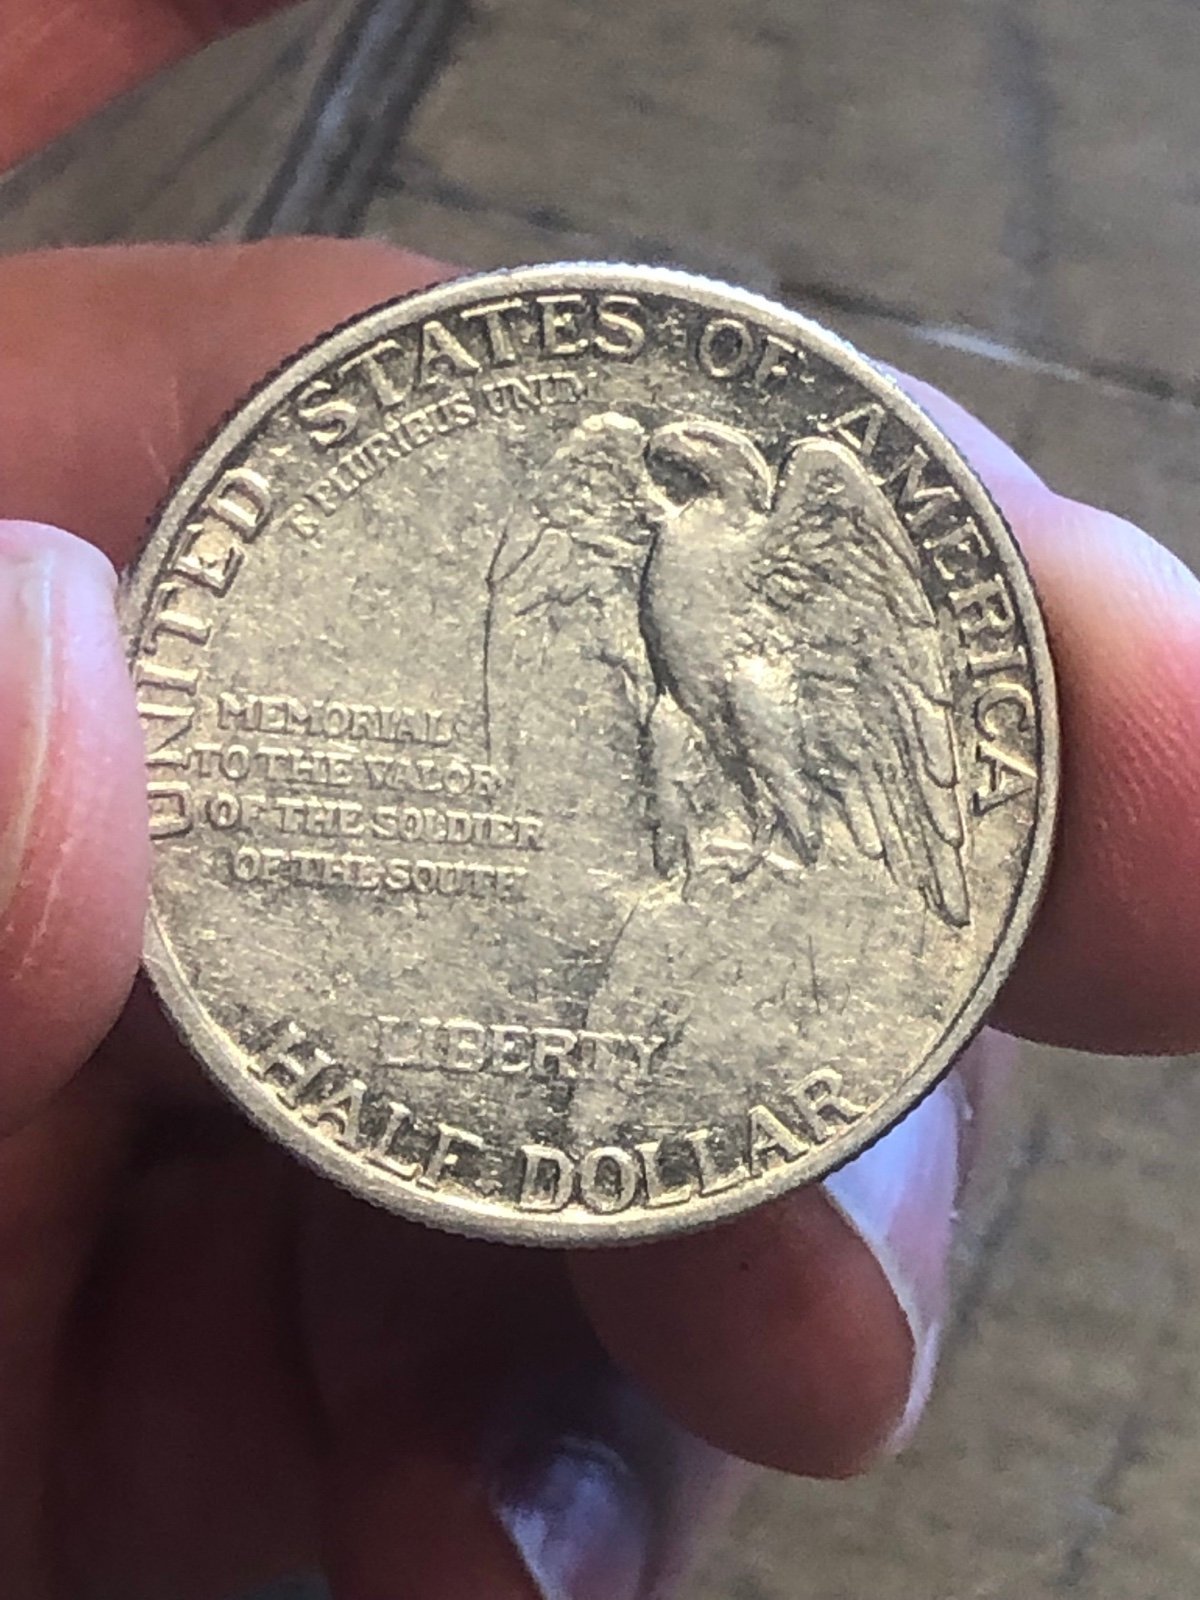 UNITED STATES OF AMERICA
E PLURIBUS UNUM
MEMORIAL
TO THE VALOR
OF THE SOLDIER
OF THE SOUTH
LIBERTY
HALF DOLLAR